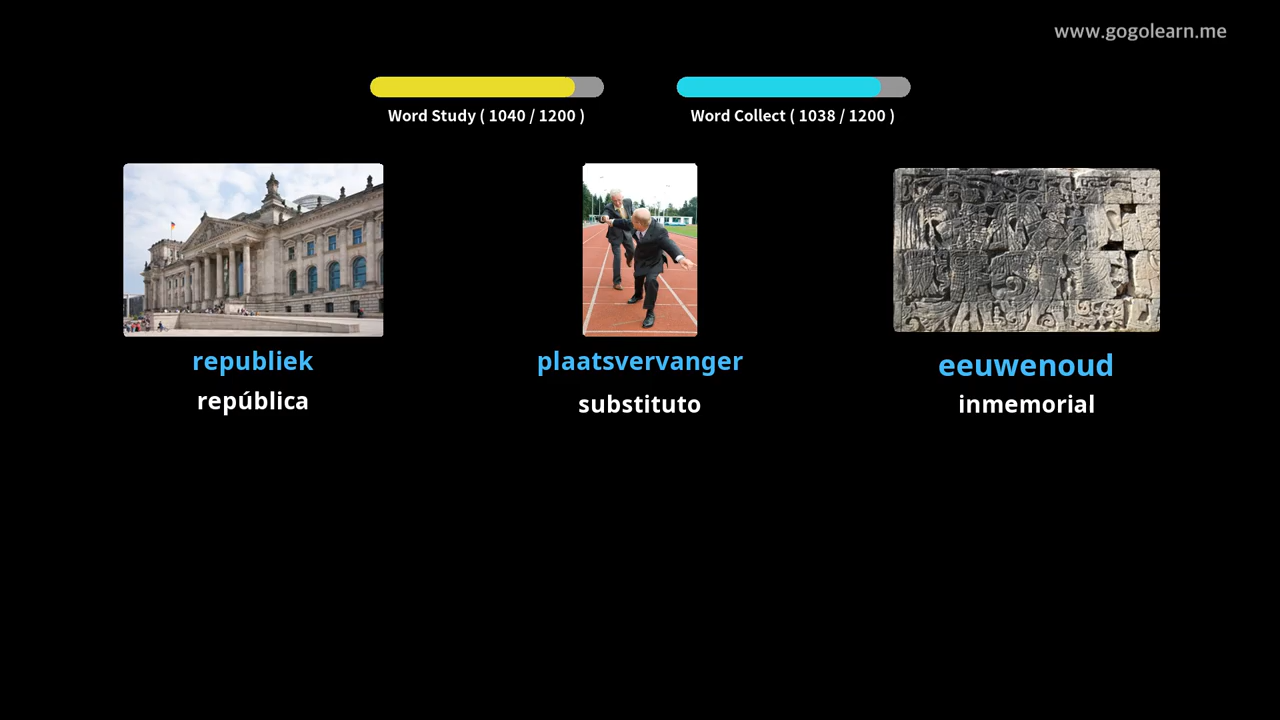 www.gogolearn.me
Word Study ( 1040 / 1200 )
Word Collect ( 1038 / 1200 )
republiek
plaatsvervanger
eeuwenoud
república
substituto
inmemorial